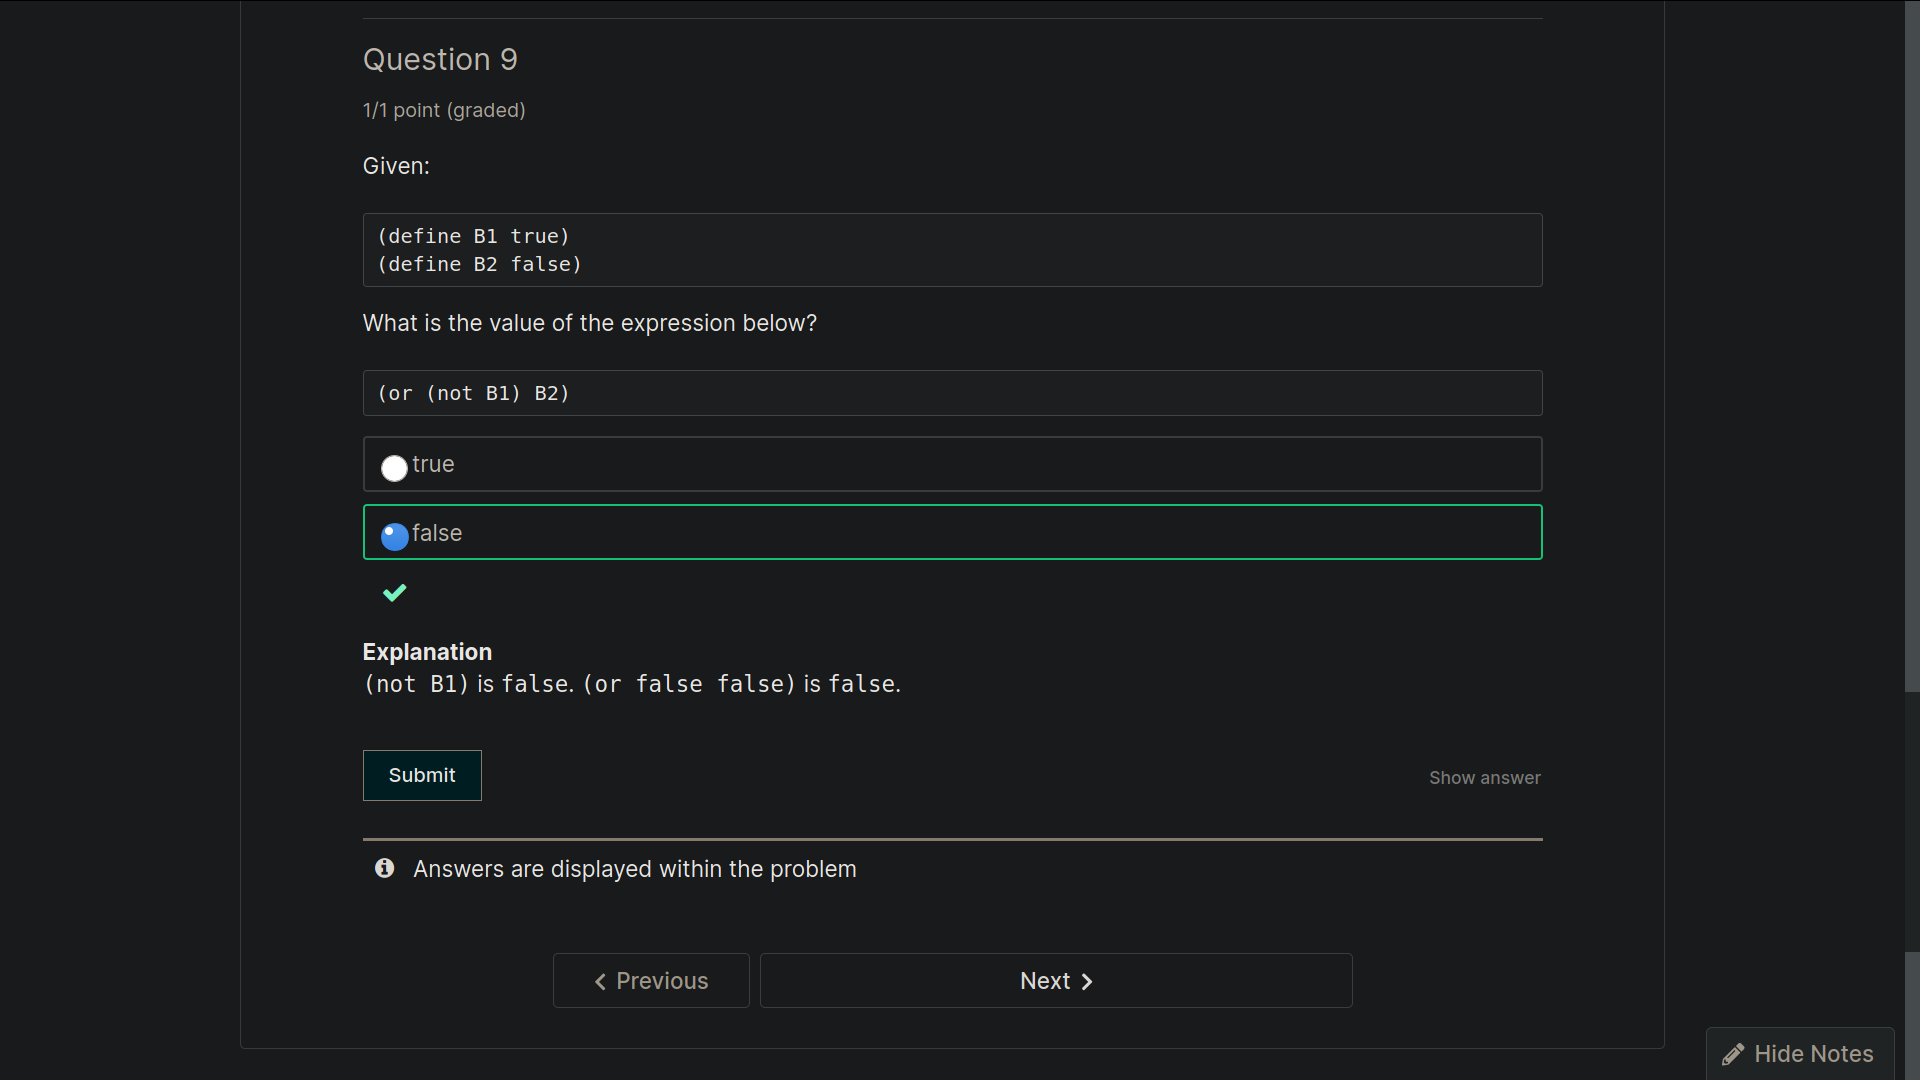 Question 9
1/1 point (graded)
Given:
(define B1 true)
(define B2 false)
What is the value of the expression below?
(or (not B1) B2)
true
false
Explanation
(not B1) is false. (or false false) is false.
Submit
Show answer
Answers are displayed within the problem
Previous
Next
Hide Notes